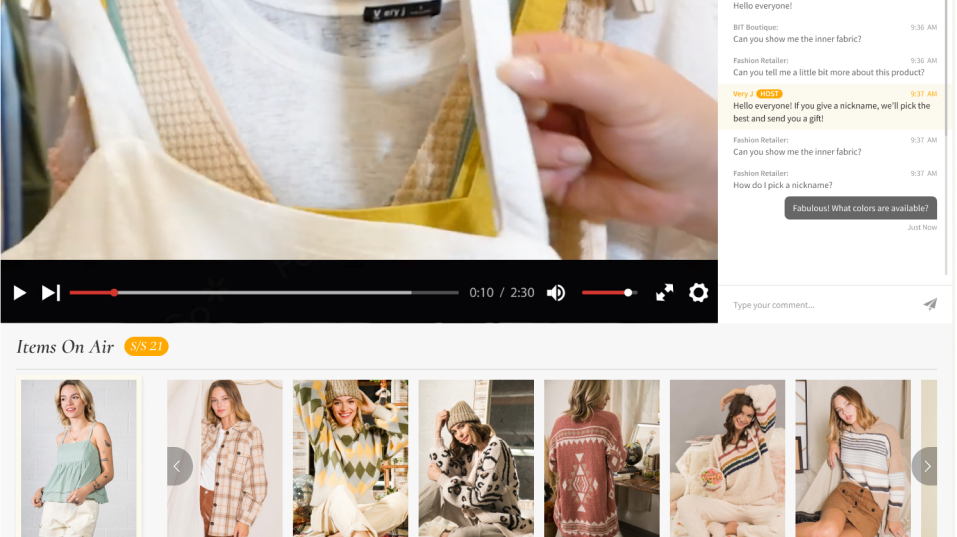 Very J
Hello everyone!
BIT Boutique: 9:36 AM
Can you show me the inner fabric?
Fashion Retailer: 9:36 AM
Can you tell me a little bit more about this product?
Very J HOST 9:37 AM
Hello everyone! If you give a nickname, we'll pick the
best and send you a gift!
Fashion Retailer: 9:37 AM
Can you show me the inner fabric?
Fashion Retailer: 9:37 AM
How do I pick a nickname?
Fabulous! What colors are available?
Just Now
0:10 / 2:30
Type your comment...
Items On Air S/S 21